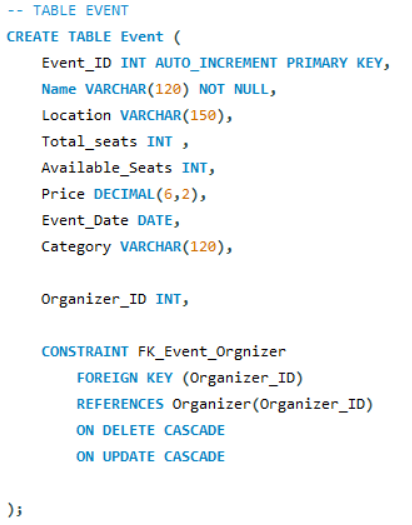 -- TABLE EVENT
CREATE TABLE Event (
    Event_ID INT AUTO_INCREMENT PRIMARY KEY,
    Name VARCHAR(120) NOT NULL,
    Location VARCHAR(150),
    Total_seats INT ,
    Available_Seats INT,
    Price DECIMAL(6,2),
    Event_Date DATE,
    Category VARCHAR(120),

    Organizer_ID INT,

    CONSTRAINT FK_Event_Orgnizer
        FOREIGN KEY (Organizer_ID)
        REFERENCES Organizer(Organizer_ID)
        ON DELETE CASCADE
        ON UPDATE CASCADE

);